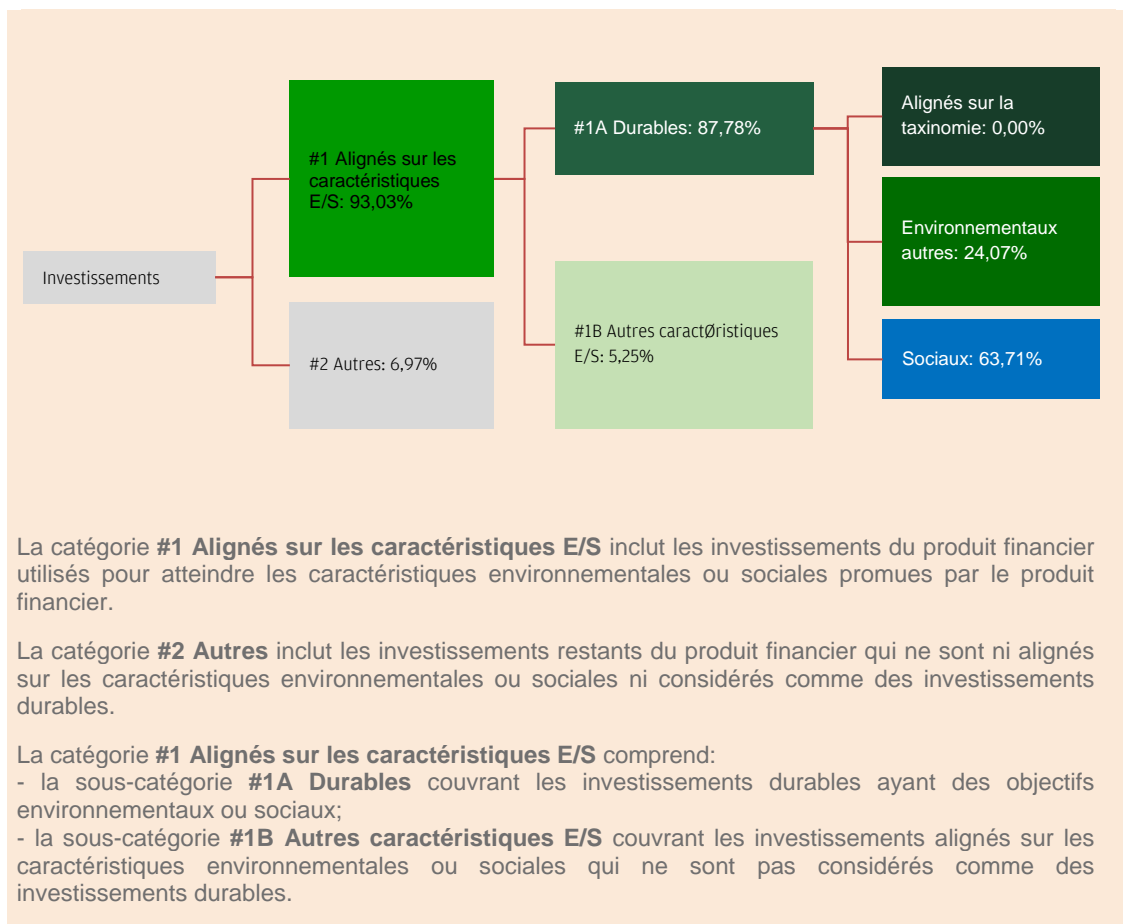 Investissements
#1 Alignés sur les
caractéristiques
E/S: 93,03%
#2 Autres: 6,97%
#1A Durables: 87,78%
#1B Autres caractØristiques
E/S: 5,25%
Alignés sur la
taxinomie: 0,00%
Environnementaux
autres: 24,07%
Sociaux: 63,71%
La catégorie #1 Alignés sur les caractéristiques E/S inclut les investissements du produit financier
utilisés pour atteindre les caractéristiques environnementales ou sociales promues par le produit
financier.
La catégorie #2 Autres inclut les investissements restants du produit financier qui ne sont ni alignés
sur les caractéristiques environnementales ou sociales ni considérés comme des investissements
durables.
La catégorie #1 Alignés sur les caractéristiques E/S comprend:
- la sous-catégorie #1A Durables couvrant les investissements durables ayant des objectifs
environnementaux ou sociaux;
- la sous-catégorie #1B Autres caractéristiques E/S couvrant les investissements alignés sur les
caractéristiques environnementales ou sociales qui ne sont pas considérés comme des
investissements durables.